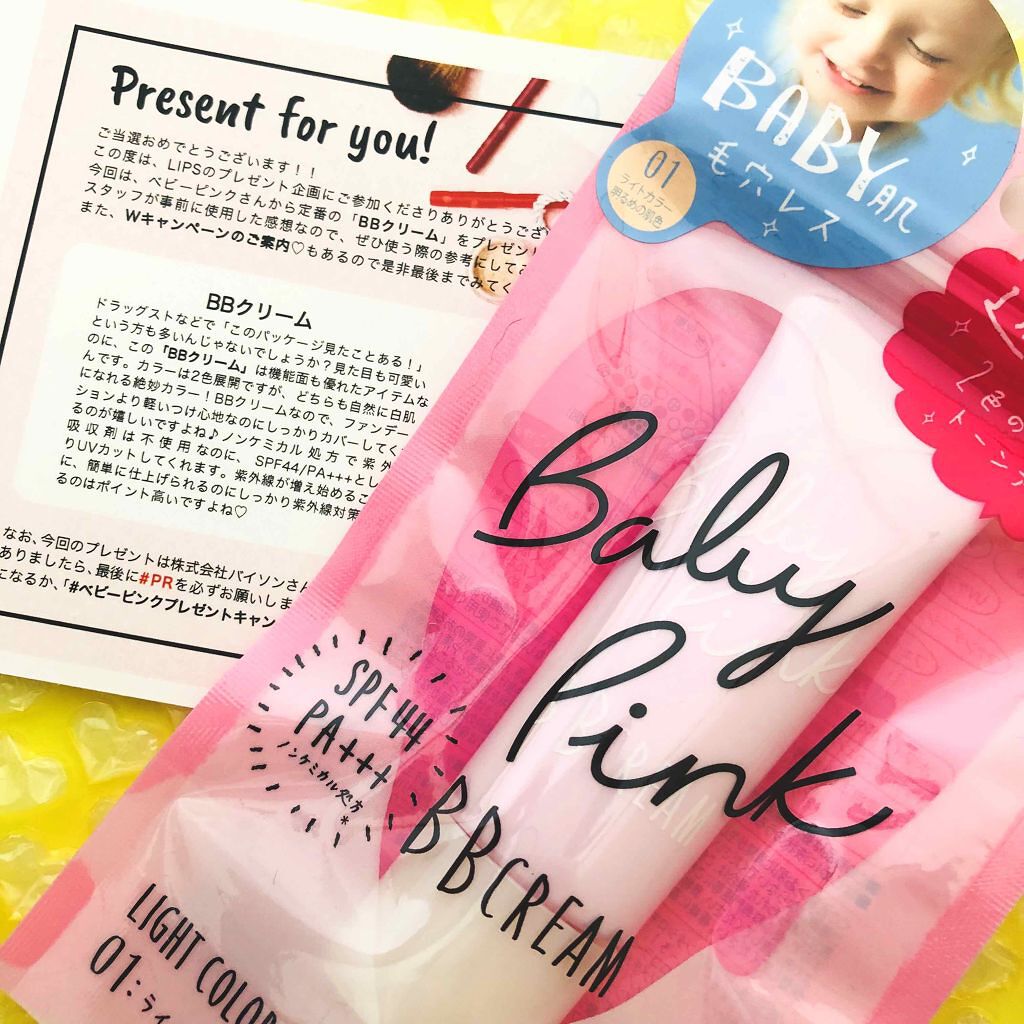 Present for you!
ご当選おめでとうございます！！
この度は、LIPSのプレゼント企画にご参加くださりありがとうござい
今回は、ベビーピンクさんから定番の「BBクリーム」をプレゼン
スタッフが事前に使用した感想なので、ぜひ使う際の参考にして
また、Wキャンペーンのご案内♡もあるので是非最後までみてく
BBクリーム
ドラッグストなどで「このパッケージ見たことある！」
という方も多いんじゃないでしょうか？見た目も可愛い
のに、この「BBクリーム」は機能面も優れたアイテムな
んです。カラーは2色展開ですが、どちらも自然に白肌
になれる絶妙カラー！BBクリームなので、ファンデー
ションより軽いつけ心地なのにしっかりカバーしてく
るのが嬉しいですよね♪ノンケミカル処方で紫外
吸収剤は不使用なのに、SPF44/PA+++とし
りUVカットしてくれます。紫外線が増え始めるこ
に、簡単に仕上げられるのにしっかり紫外線対策
るのはポイント高いですよね♡
なお、今回のプレゼントは株式会社バイソンさん
ありましたら、最後に#PRを必ずお願いしま
になるか、「#ベビーピンクプレゼントキャン
BABY肌
毛穴レス
01
ライトカラー
明るめの肌色
2色の
Baby
Pink
SPF44
PA+++
ノンケミカル処方*
BBCREAM
LIGHT COLOR
01:ライ